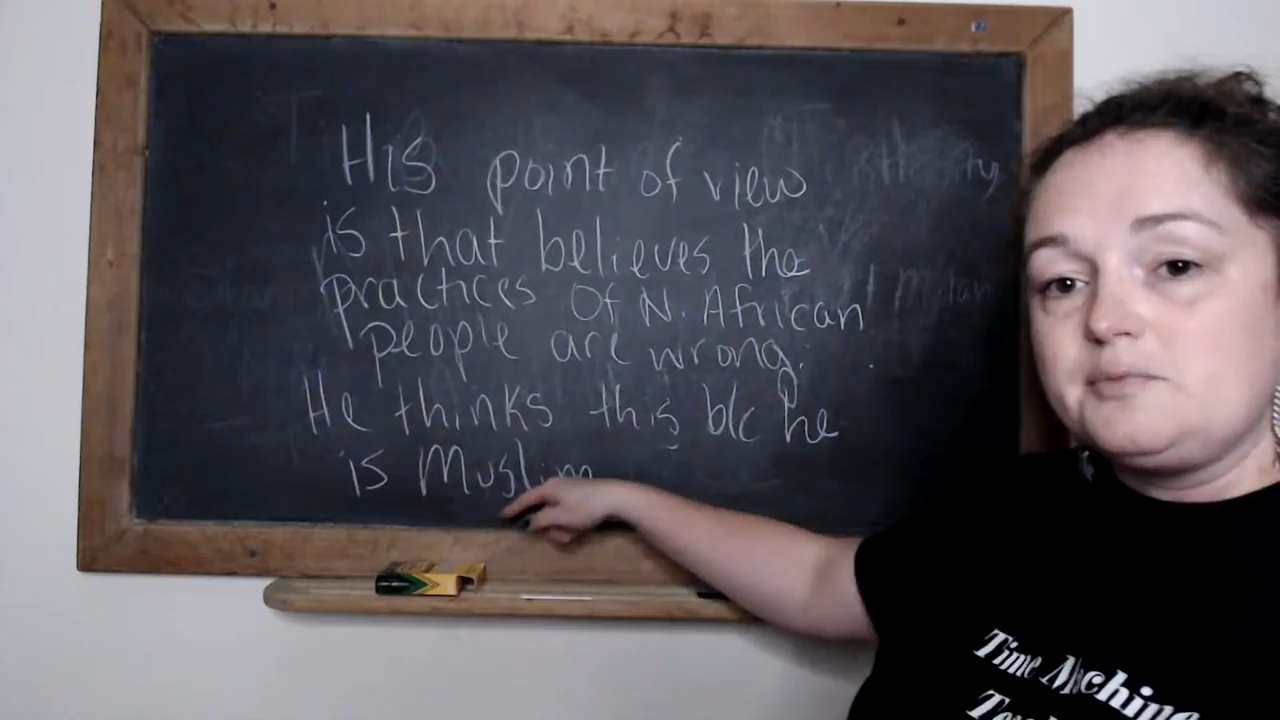 His point of view
is that believes the
practices of N. African
people are wrong.
He thinks this b/c he
is Muslim
Time Machine